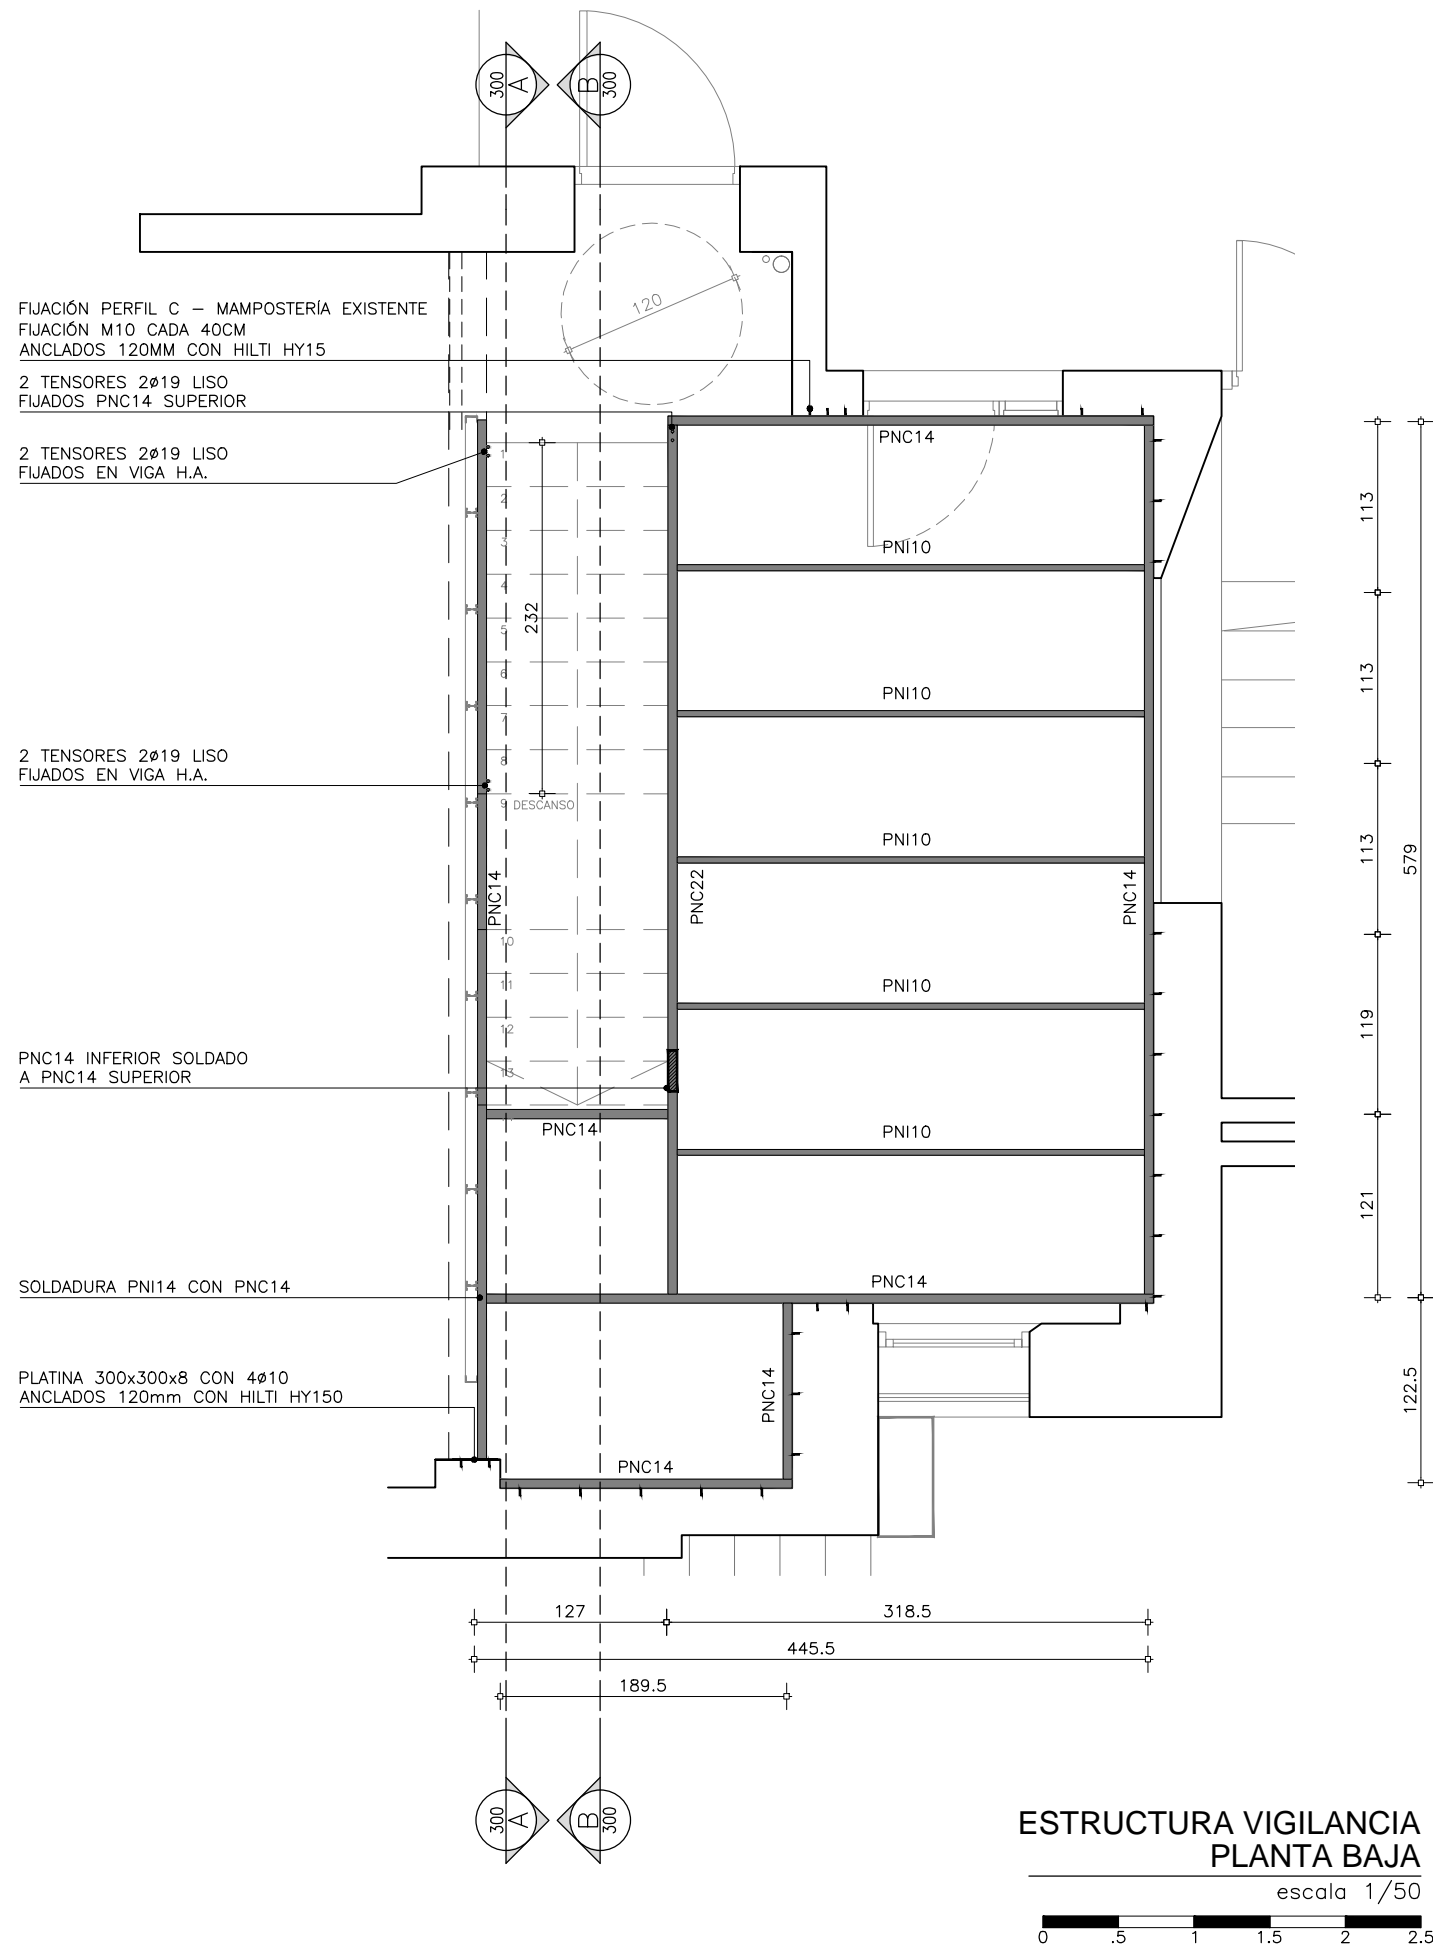 300
A
B
300
FIJACIÓN PERFIL C – MAMPOSTERÍA EXISTENTE
FIJACIÓN M10 CADA 40CM
ANCLADOS 120MM CON HILTI HY15
120
2 TENSORES 2ø19 LISO
FIJADOS PNC14 SUPERIOR
2 TENSORES 2ø19 LISO
FIJADOS EN VIGA H.A.
PNC14
1
2
3
4
5
6
7
8
9 DESCANSO
10
11
12
13
232
113
PNI10
113
PNI10
2 TENSORES 2ø19 LISO
FIJADOS EN VIGA H.A.
PNI10
113
579
PNC14
PNC22
PNC14
PNI10
119
PNC14 INFERIOR SOLDADO
A PNC14 SUPERIOR
PNC14
PNI10
121
SOLDADURA PNI14 CON PNC14
PNC14
PLATINA 300x300x8 CON 4ø10
ANCLADOS 120mm CON HILTI HY150
PNC14
122.5
PNC14
127
318.5
445.5
189.5
300
A
B
300
ESTRUCTURA VIGILANCIA
PLANTA BAJA
escala 1/50
0 .5 1 1.5 2 2.5